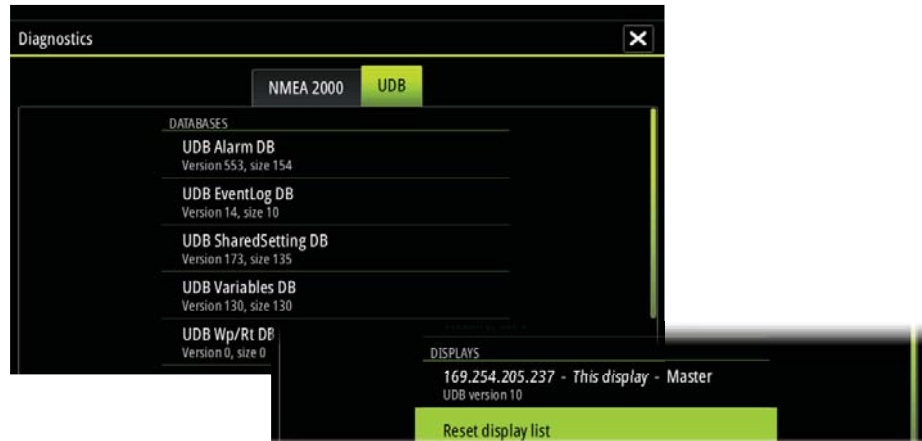 Diagnostics
NMEA 2000
UDB
DATABASES
UDB Alarm DB
Version 553, size 154
UDB EventLog DB
Version 14, size 10
UDB SharedSetting DB
Version 173, size 135
UDB Variables DB
Version 130, size 130
UDB Wp/Rt DB
Version 0, size 0
DISPLAYS
169.254.205.237 - This display - Master
UDB version 10
Reset display list